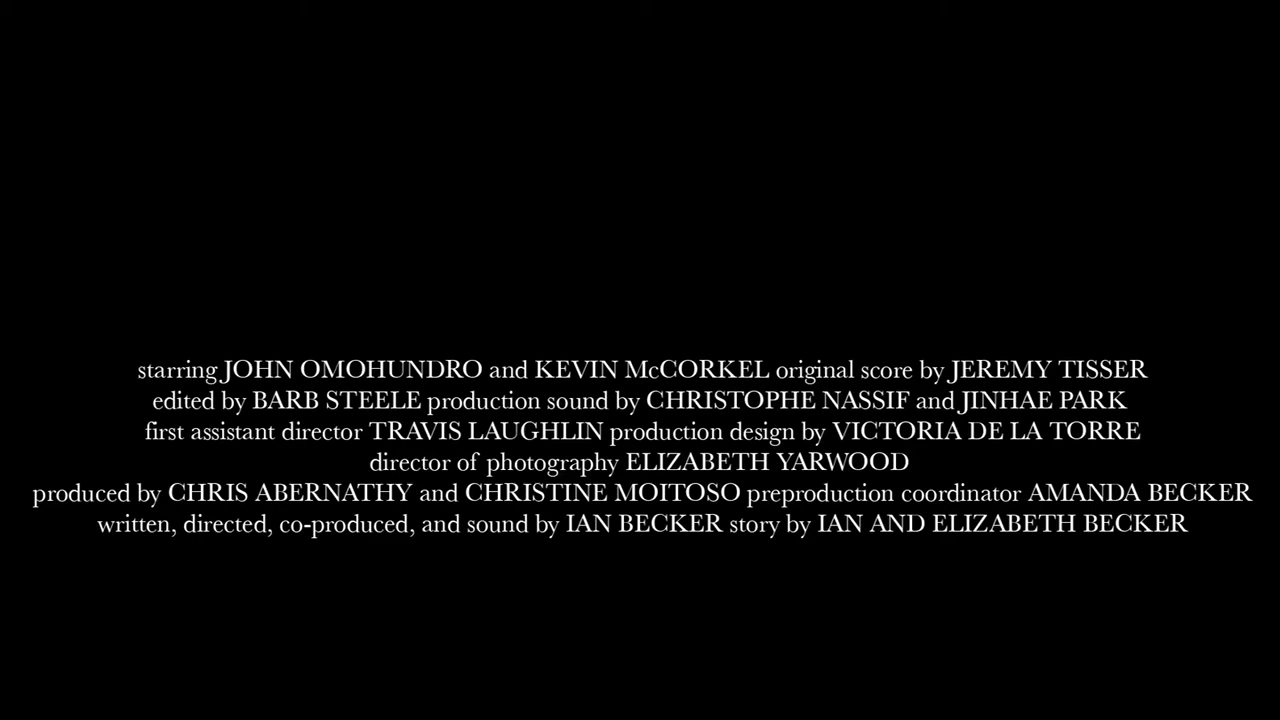 starring JOHN OMOHUNDRO and KEVIN McCORKEL original score by JEREMY TISSER
edited by BARB STEELE production sound by CHRISTOPHE NASSIF and JINHAE PARK
first assistant director TRAVIS LAUGHLIN production design by VICTORIA DE LA TORRE
director of photography ELIZABETH YARWOOD
produced by CHRIS ABERNATHY and CHRISTINE MOITOSO preproduction coordinator AMANDA BECKER
written, directed, co-produced, and sound by IAN BECKER story by IAN AND ELIZABETH BECKER